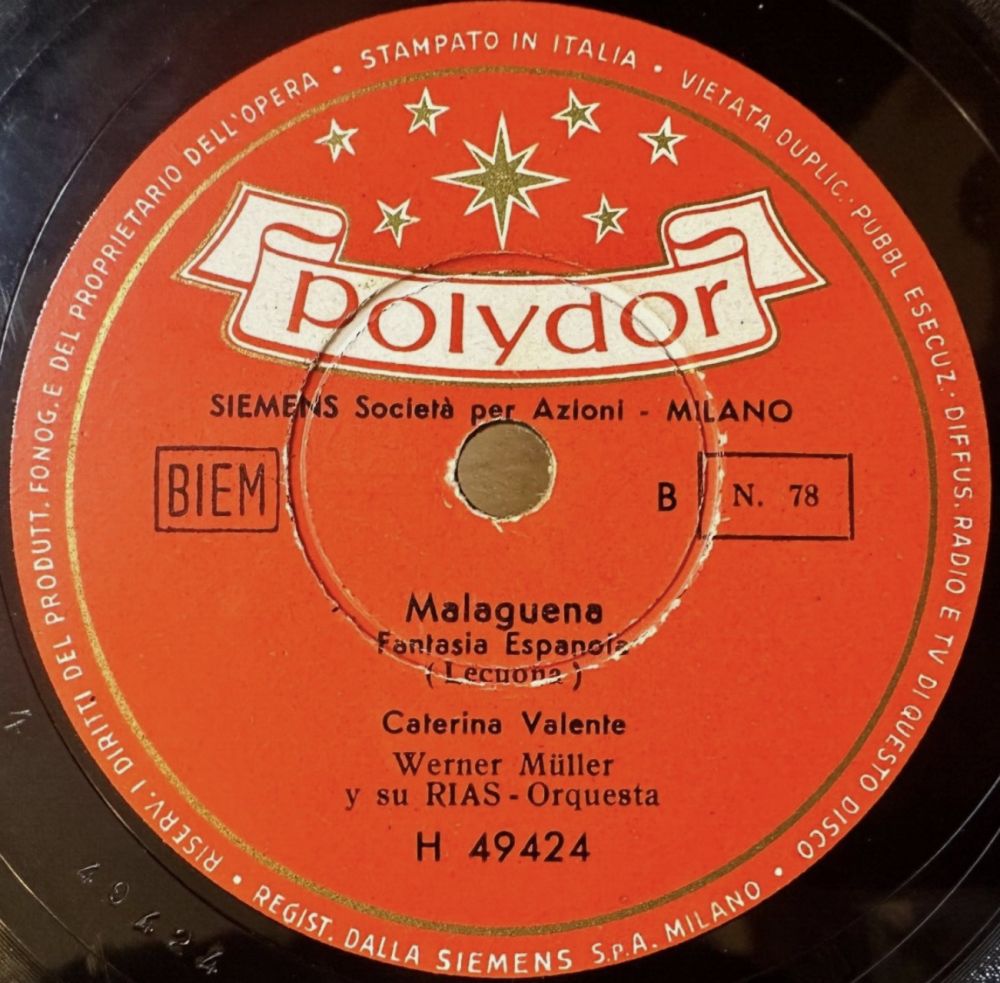 RISERV. I DIRITTI DEL PRODUTT. FONOG. E DEL PROPRIETARIO DELL'OPERA • STAMPATO IN ITALIA • VIETATA DUPLIC.· PUBBL ESECUZ.· DIFFUS. RADIO E TV DI QUESTO DISCO •
REGIST. DALLA SIEMENS S.p.A. MILANO •
polydor
SIEMENS Società per Azioni - MILANO
BIEM
B N. 78
Malaguena
Fantasia Espanola
(Lecuona)
Caterina Valente
Werner Müller
y su RIAS-Orquesta
H 49424
49424